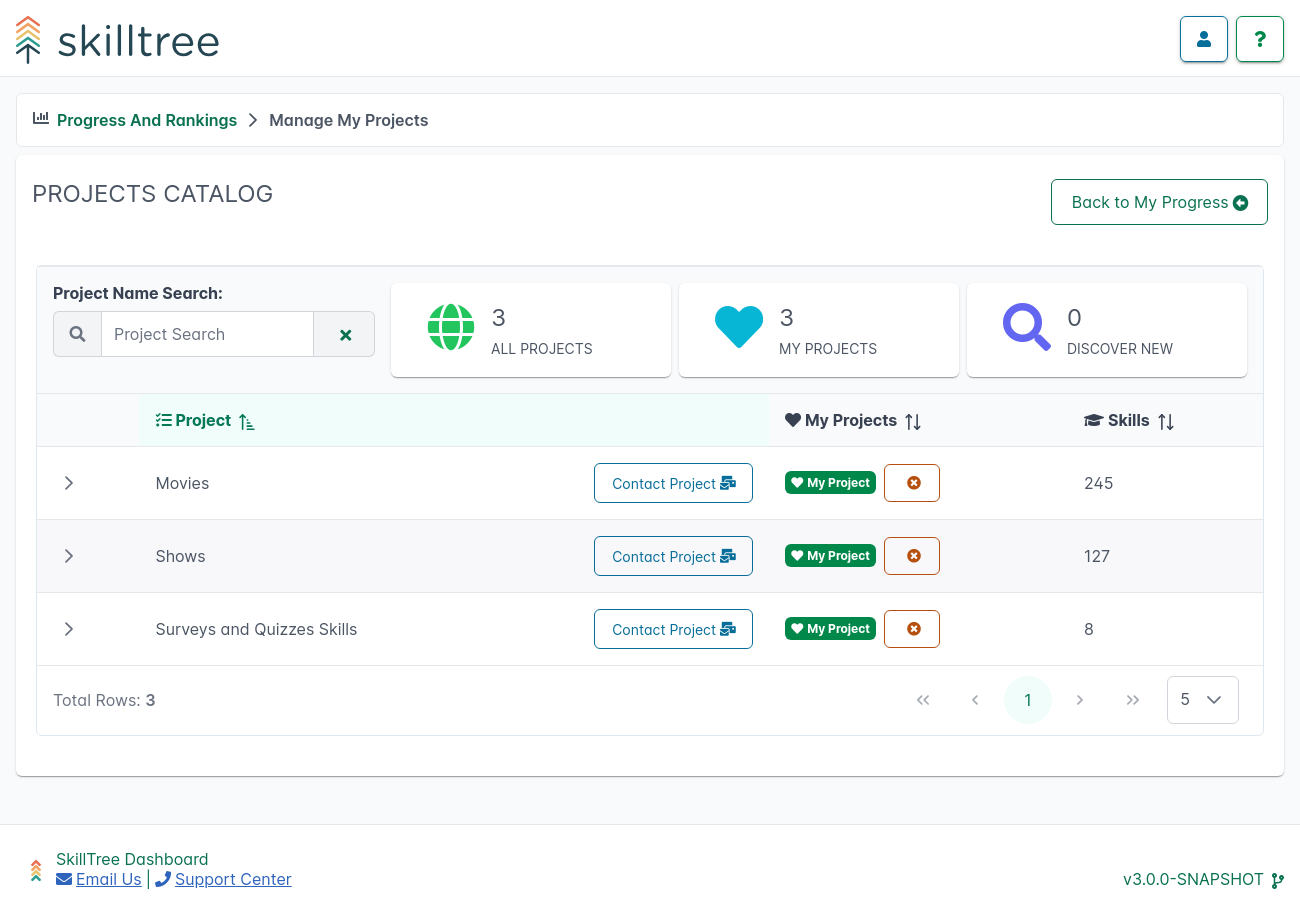 skilltree
?
Progress And Rankings > Manage My Projects
PROJECTS CATALOG
Back to My Progress
Project Name Search:
Project Search
3
ALL PROJECTS
3
MY PROJECTS
0
DISCOVER NEW
Project My Projects Skills
Movies Contact Project My Project 245
Shows Contact Project My Project 127
Surveys and Quizzes Skills Contact Project My Project 8
Total Rows: 3 1 5
SkillTree Dashboard
Email Us | Support Center
v3.0.0-SNAPSHOT